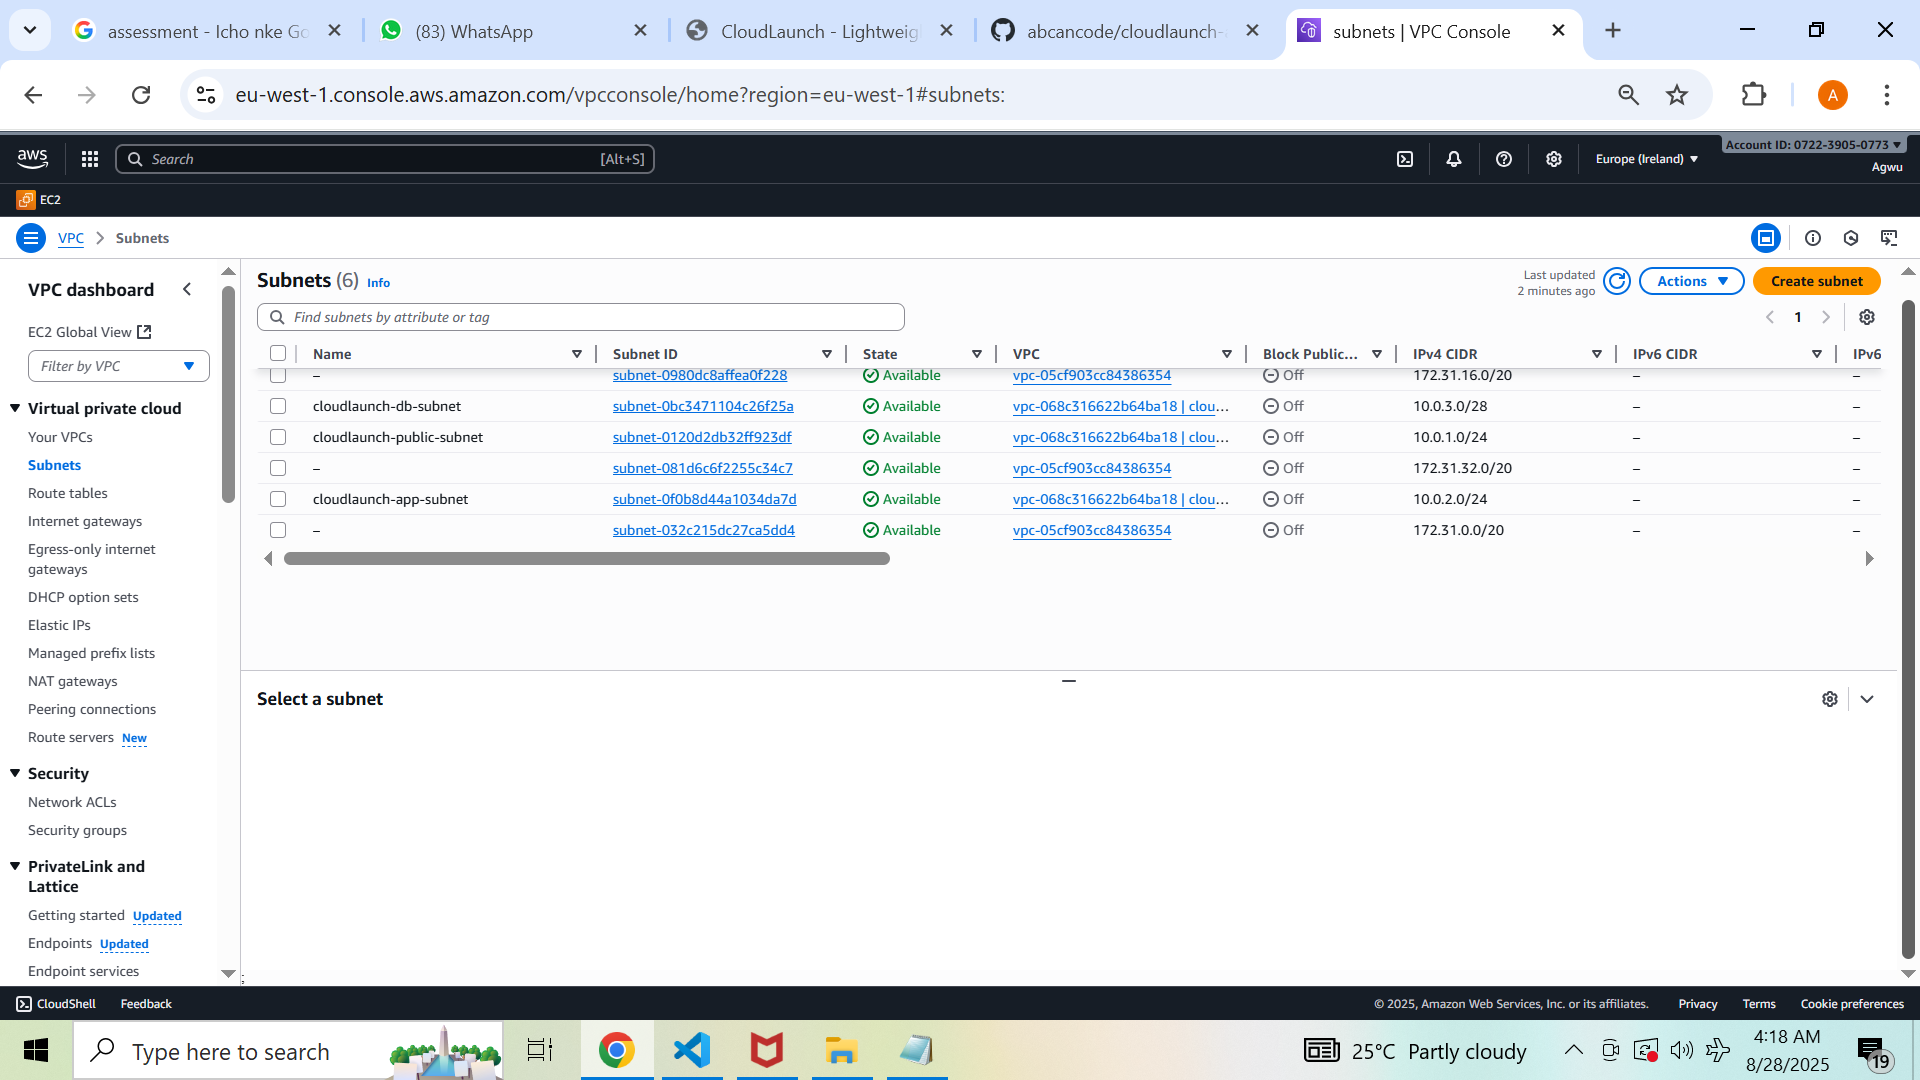 assessment - Icho nke Go
(83) WhatsApp
CloudLaunch - Lightweig
abcancode/cloudlaunch-
subnets | VPC Console
eu-west-1.console.aws.amazon.com/vpcconsole/home?region=eu-west-1#subnets:
A
aws
Search
[Alt+S]
Europe (Ireland)
Account ID: 0722-3905-0773
Agwu
EC2
VPC
Subnets
VPC dashboard
EC2 Global View
Filter by VPC
Virtual private cloud
Your VPCs
Subnets
Route tables
Internet gateways
Egress-only internet
gateways
DHCP option sets
Elastic IPs
Managed prefix lists
NAT gateways
Peering connections
Route servers New
Security
Network ACLs
Security groups
PrivateLink and
Lattice
Getting started Updated
Endpoints Updated
Endpoint services
Subnets (6) Info
Last updated
2 minutes ago
Actions
Create subnet
Find subnets by attribute or tag
1
Name Subnet ID State VPC Block Public... IPv4 CIDR IPv6 CIDR IPv6
– subnet-0980dc8affea0f228 Available vpc-05cf903cc84386354 Off 172.31.16.0/20 – –
cloudlaunch-db-subnet subnet-0bc3471104c26f25a Available vpc-068c316622b64ba18 | clou... Off 10.0.3.0/28 – –
cloudlaunch-public-subnet subnet-0120d2db32ff923df Available vpc-068c316622b64ba18 | clou... Off 10.0.1.0/24 – –
– subnet-081d6c6f2255c34c7 Available vpc-05cf903cc84386354 Off 172.31.32.0/20 – –
cloudlaunch-app-subnet subnet-0f0b8d44a1034da7d Available vpc-068c316622b64ba18 | clou... Off 10.0.2.0/24 – –
– subnet-032c215dc27ca5dd4 Available vpc-05cf903cc84386354 Off 172.31.0.0/20 – –
Select a subnet
;
CloudShell
Feedback
© 2025, Amazon Web Services, Inc. or its affiliates.
Privacy
Terms
Cookie preferences
Type here to search
25°C Partly cloudy
4:18 AM
8/28/2025
19